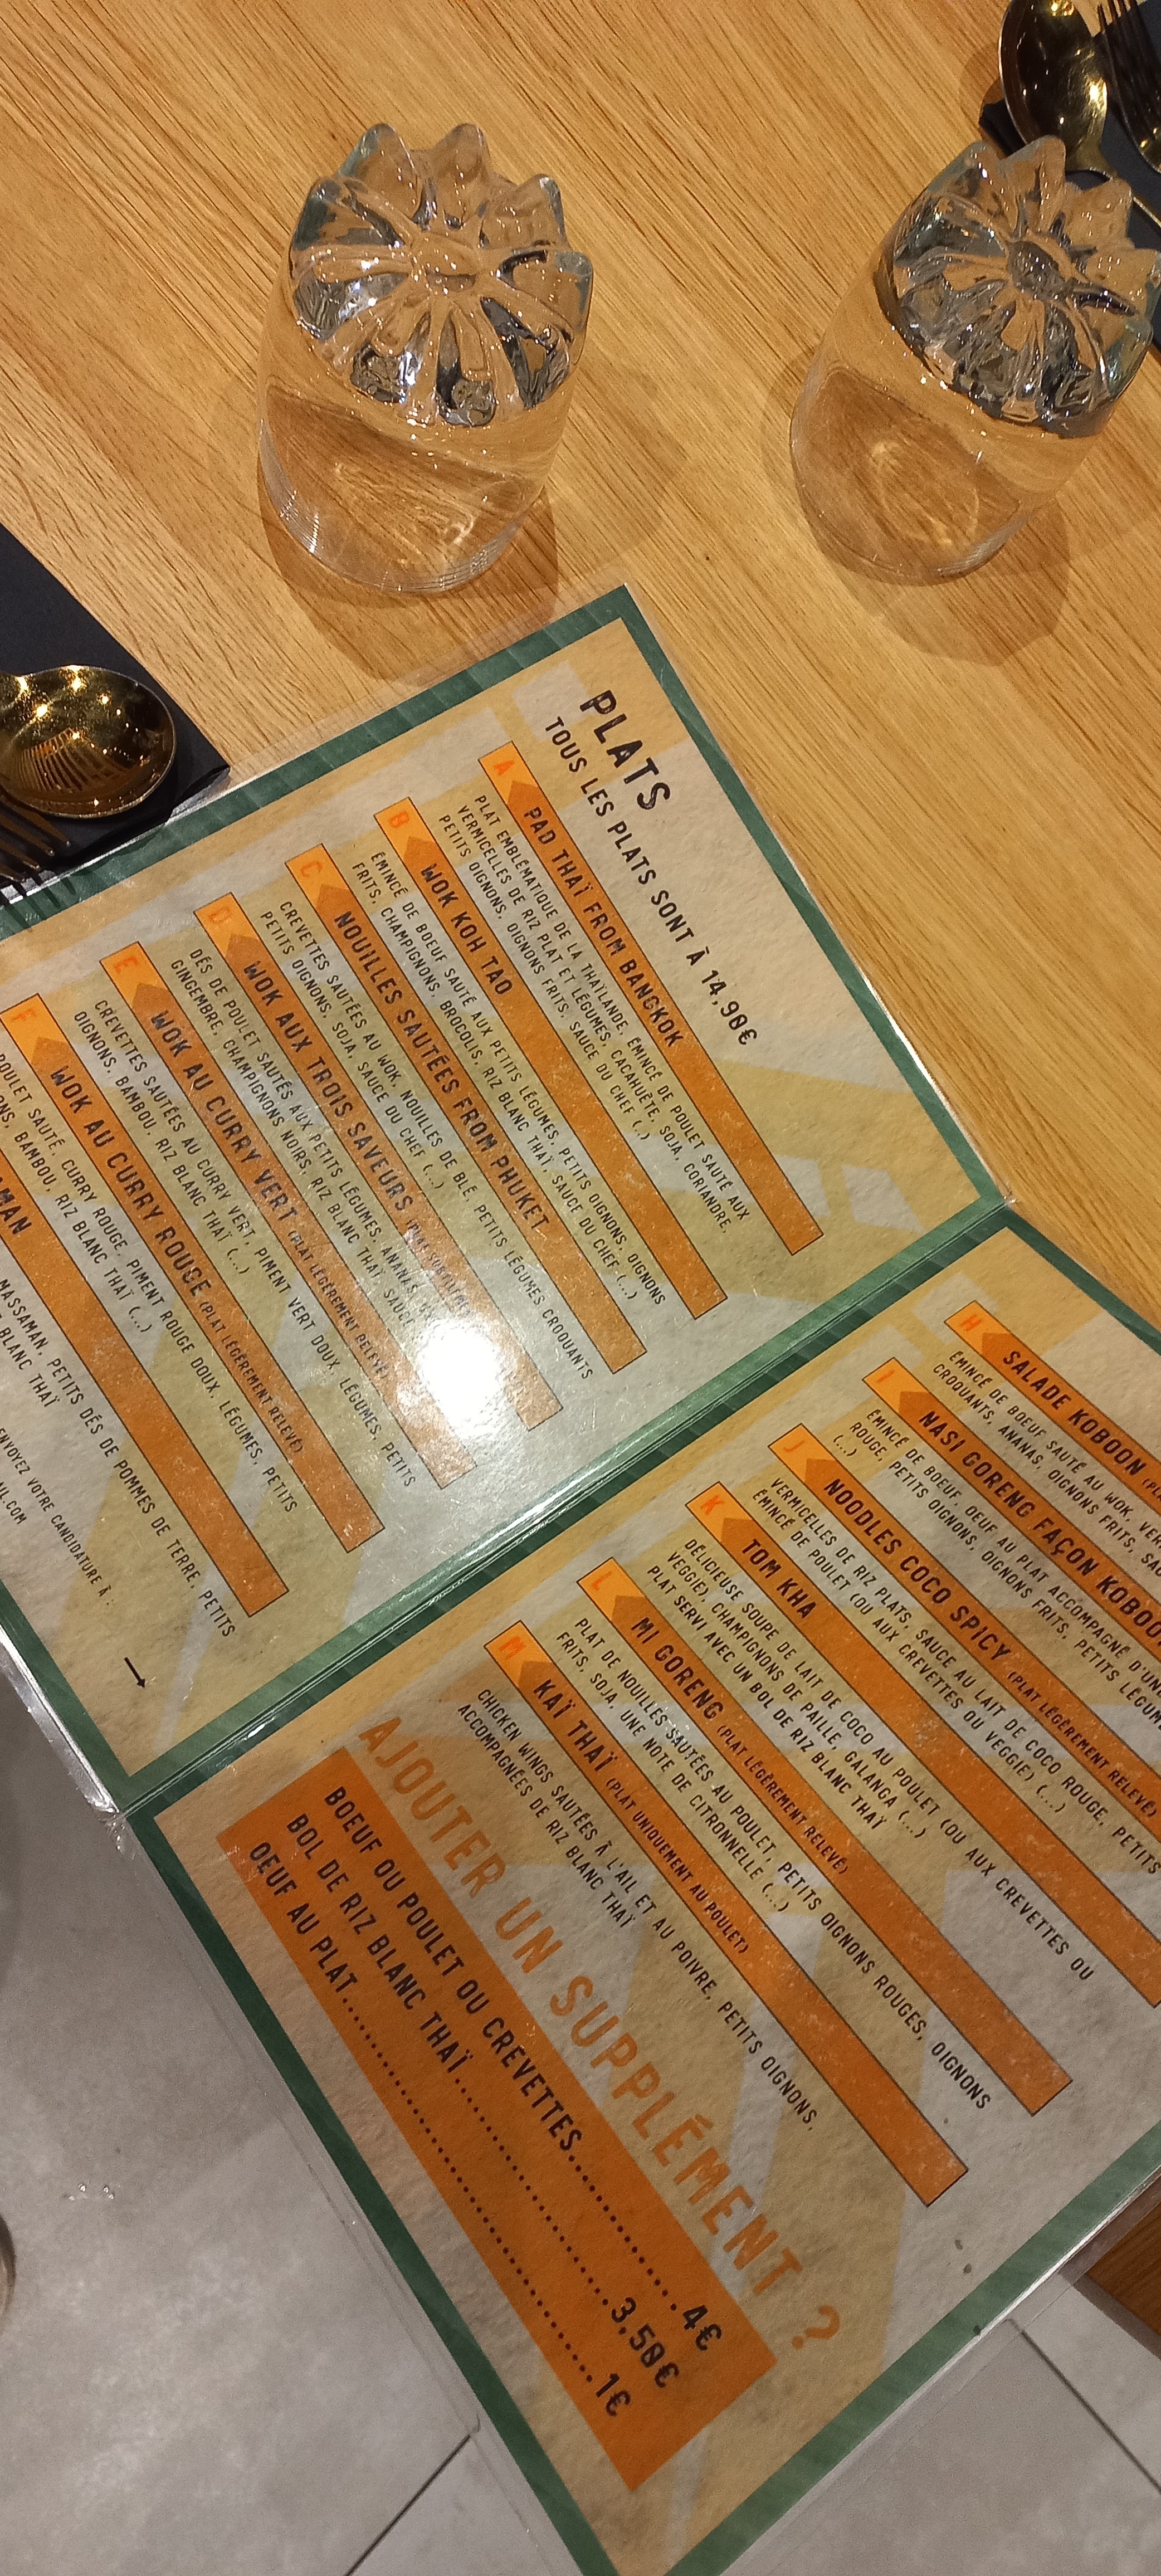 PLATS
TOUS LES PLATS SONT À 14,90€
A PAD THAÏ FROM BANGKOK
PLAT EMBLÉMATIQUE DE LA THAÏLANDE, ÉMINCÉ DE POULET SAUTÉ AUX
VERMICELLES DE RIZ PLAT ET LÉGUMES, CACAHUÈTE, SOJA, CORIANDRE,
PETITS OIGNONS, OIGNONS FRITS, SAUCE DU CHEF (..)
B WOK KOH TAO
ÉMINCÉ DE BOEUF SAUTÉ AUX PETITS LÉGUMES, PETITS OIGNONS, OIGNONS
FRITS, CHAMPIGNONS, BROCOLIS, RIZ BLANC THAÏ, SAUCE DU CHEF (...)
C NOUILLES SAUTÉES FROM PHUKET
CREVETTES SAUTÉES AU WOK, NOUILLES DE BLÉ, PETITS LÉGUMES CROQUANTS
PETITS OIGNONS, SOJA, SAUCE DU CHEF (...)
D WOK AUX TROIS SAVEURS
DÉS DE POULET SAUTÉS AUX PETITS LÉGUMES, ANANAS,
GINGEMBRE, CHAMPIGNONS NOIRS, RIZ BLANC THAÏ, SAUCE
E WOK AU CURRY VERT (PLAT LÉGÈREMENT RELEVÉ)
CREVETTES SAUTÉES AU CURRY VERT, PIMENT VERT DOUX, LÉGUMES, PETITS
OIGNONS, BAMBOU, RIZ BLANC THAÏ (...)
F WOK AU CURRY ROUGE (PLAT LÉGÈREMENT RELEVÉ)
POULET SAUTÉ, CURRY ROUGE, PIMENT ROUGE DOUX, LÉGUMES, PETITS
ONS, BAMBOU, RIZ BLANC THAÏ (...)
AMAN
MASSAMAN, PETITS DÉS DE POMMES DE TERRE, PETITS
BLANC THAÏ
ENVOYEZ VOTRE CANDIDATURE À :
IL.COM
H SALADE KOBOON
ÉMINCÉ DE BOEUF SAUTÉ AU WOK,
CROQUANTS, ANANAS, OIGNONS FRITS,
I NASI GORENG FAÇON KOBOO
ÉMINCÉ DE BOEUF, OEUF AU PLAT ACCOMPAGNÉ D'UNE
ROUGE, PETITS OIGNONS, OIGNONS FRITS, PETITS
(...)
J NOODLES COCO SPICY (PLAT LÉGÈREMENT RELEVÉ)
VERMICELLES DE RIZ PLATS, SAUCE AU LAIT DE COCO ROUGE, PETITS
ÉMINCÉ DE POULET (OU AUX CREVETTES OU VEGGIE) (...)
K TOM KHA
DÉLICIEUSE SOUPE DE LAIT DE COCO AU POULET (OU AUX CREVETTES OU
VEGGIE), CHAMPIGNONS DE PAILLE, GALANGA (...)
PLAT SERVI AVEC UN BOL DE RIZ BLANC THAÏ
L MI GORENG (PLAT LÉGÈREMENT RELEVÉ)
PLAT DE NOUILLES SAUTÉES AU POULET, PETITS OIGNONS ROUGES, OIGNONS
FRITS, SOJA, UNE NOTE DE CITRONNELLE (...)
M KAÏ THAÏ (PLAT UNIQUEMENT AU POULET)
CHICKEN WINGS SAUTÉES À L'AIL ET AU POIVRE, PETITS OIGNONS,
ACCOMPAGNÉES DE RIZ BLANC THAÏ
AJOUTER UN SUPPLÉMENT ?
BOEUF OU POULET OU CREVETTES..........4€
BOL DE RIZ BLANC THAÏ..........3,50€
OEUF AU PLAT..........1€